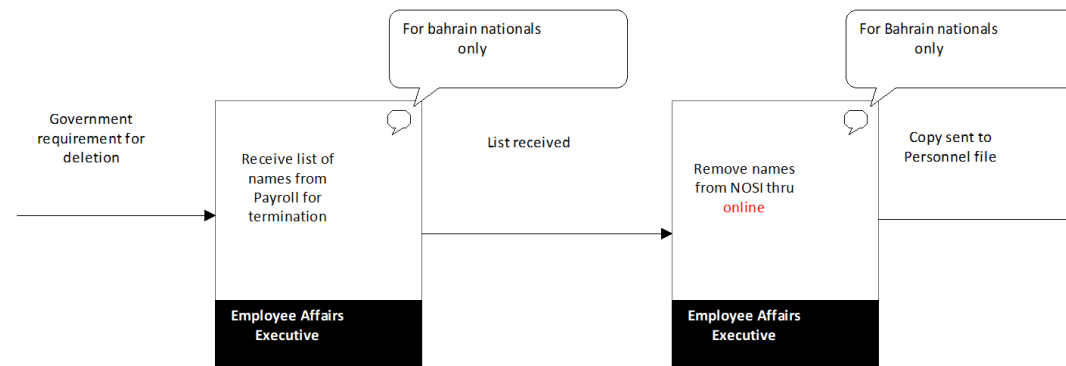 For bahrain nationals
only
For Bahrain nationals
only
Government
requirement for
deletion
Receive list of
names from
Payroll for
termination
List received
Remove names
from NOSI thru
online
Copy sent to
Personnel file
Employee Affairs
Executive
Employee Affairs
Executive